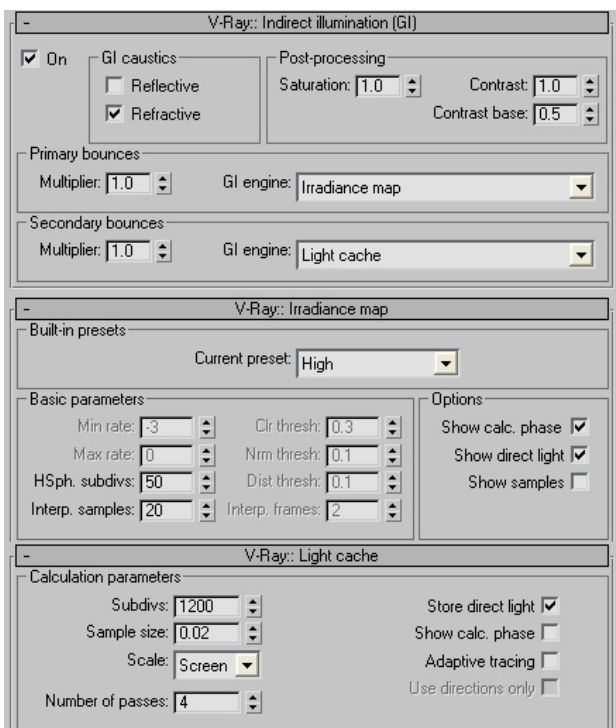 - V-Ray:: Indirect illumination (GI)
On
GI caustics
Reflective
Refractive
Post-processing
Saturation: 1.0 Contrast: 1.0
Contrast base: 0.5
Primary bounces
Multiplier: 1.0 GI engine: Irradiance map
Secondary bounces
Multiplier: 1.0 GI engine: Light cache
- V-Ray:: Irradiance map
Built-in presets
Current preset: High
Basic parameters
Min rate: -3 Clr thresh: 0.3
Max rate: 0 Nrm thresh: 0.1
HSph. subdivs: 50 Dist thresh: 0.1
Interp. samples: 20 Interp. frames: 2
Options
Show calc. phase
Show direct light
Show samples
- V-Ray:: Light cache
Calculation parameters
Subdivs: 1200
Sample size: 0.02
Scale: Screen
Number of passes: 4
Store direct light
Show calc. phase
Adaptive tracing
Use directions only